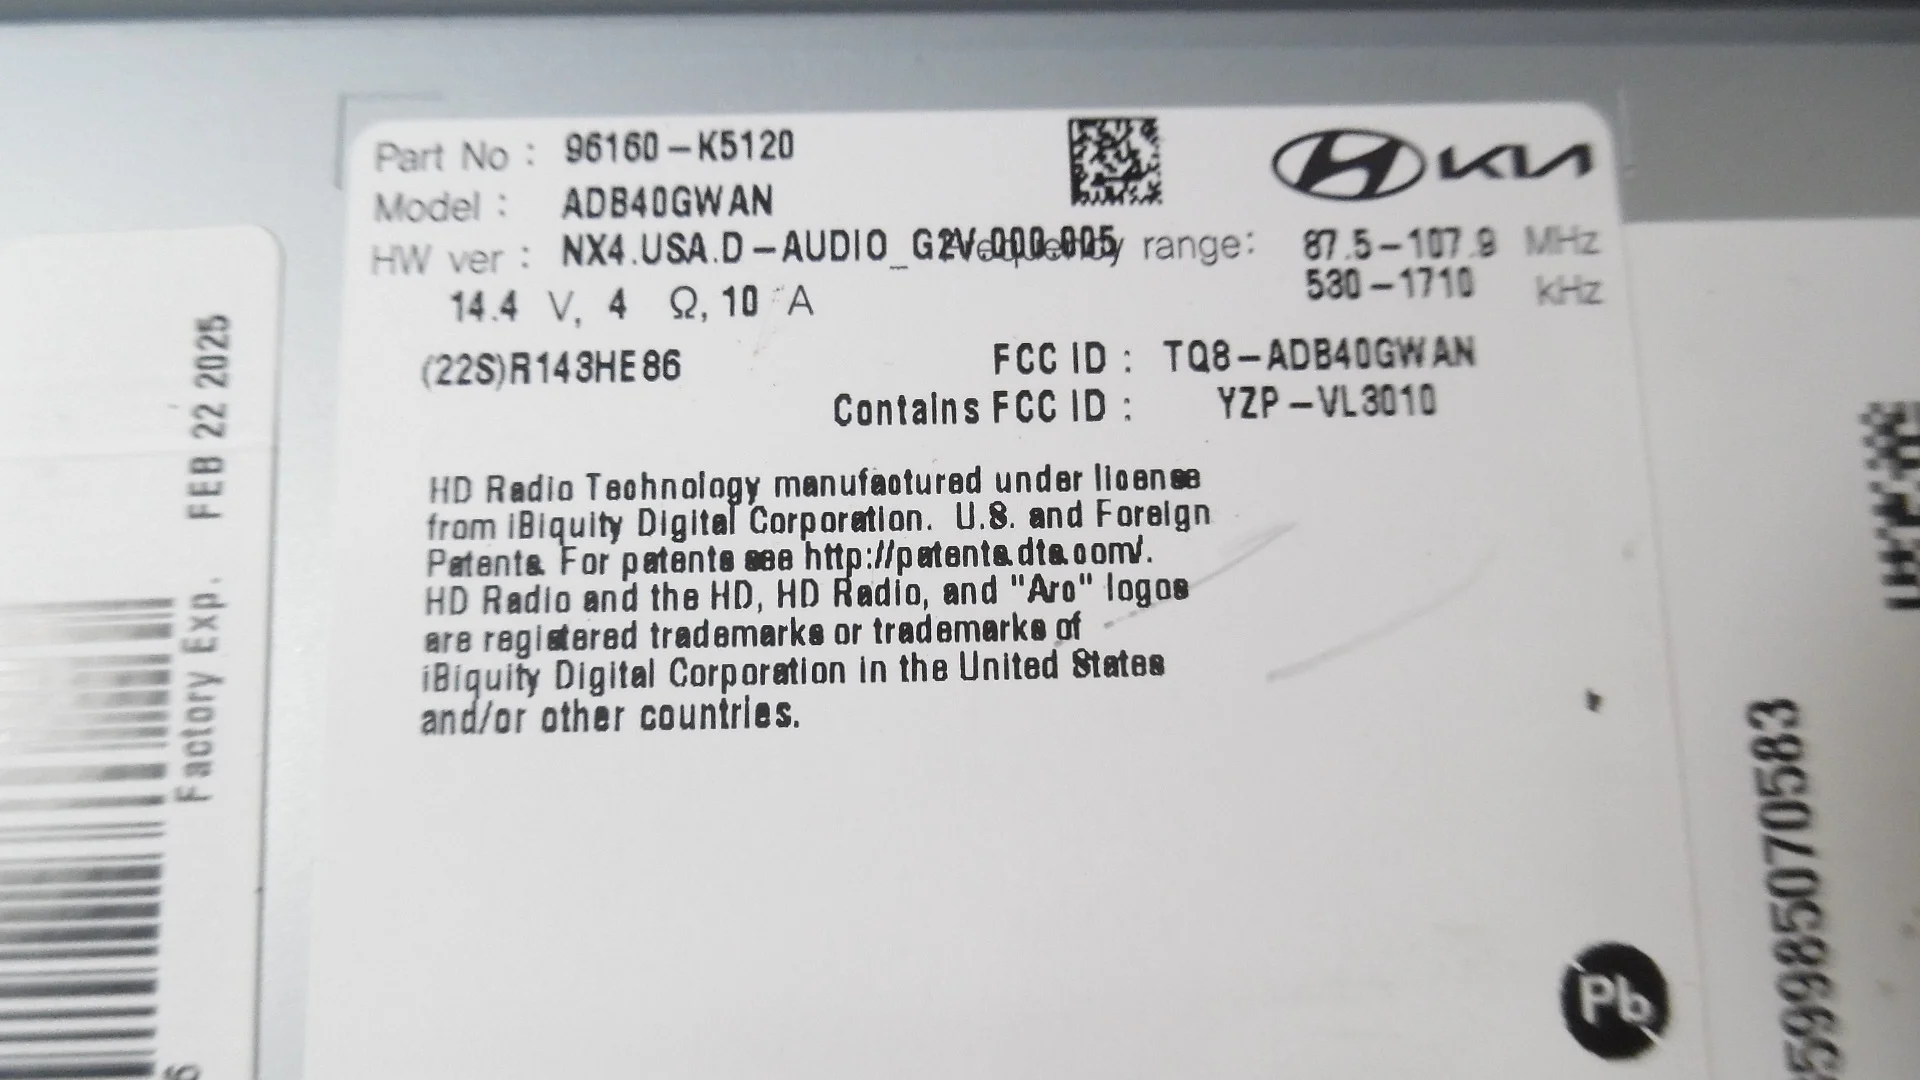 Part No : 96160-K5120
KIA
Model : ADB40GWAN
HW ver : NX4.USA.D-AUDIO_G2V.000.005
Frequency range: 87.5-107.9 MHz
530-1710 kHz
14.4 V, 4 Ω, 10 A
(22S)R143HE86
FCC ID : TQ8-ADB40GWAN
Contains FCC ID : YZP-VL3010
HD Radio Technology manufactured under license
from iBiquity Digital Corporation. U.S. and Foreign
Patents. For patents see http://patents.dts.com/.
HD Radio and the HD, HD Radio, and "Arc" logos
are registered trademarks or trademarks of
iBiquity Digital Corporation in the United States
and/or other countries.
Pb
Factory Exp. FEB 22 2025
59985070583